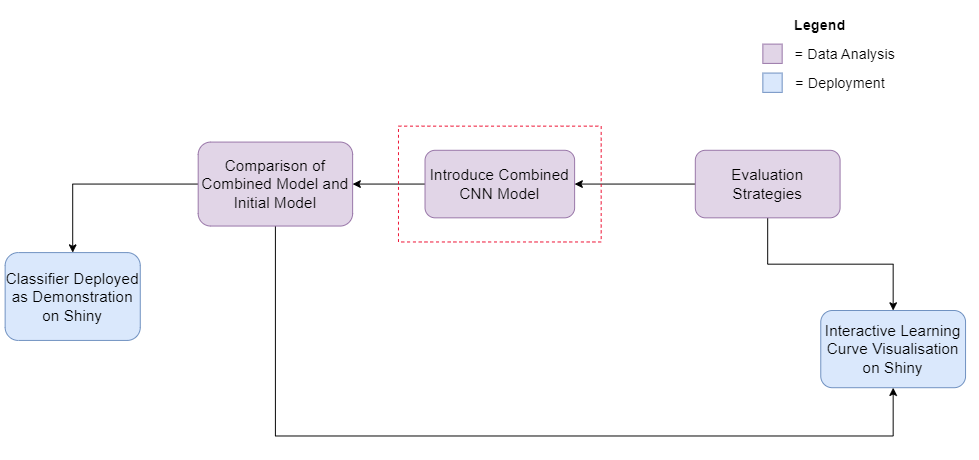 Legend
= Data Analysis
= Deployment
Comparison of
Combined Model and
Initial Model
Introduce Combined
CNN Model
Evaluation
Strategies
Classifier Deployed
as Demonstration
on Shiny
Interactive Learning
Curve Visualisation
on Shiny